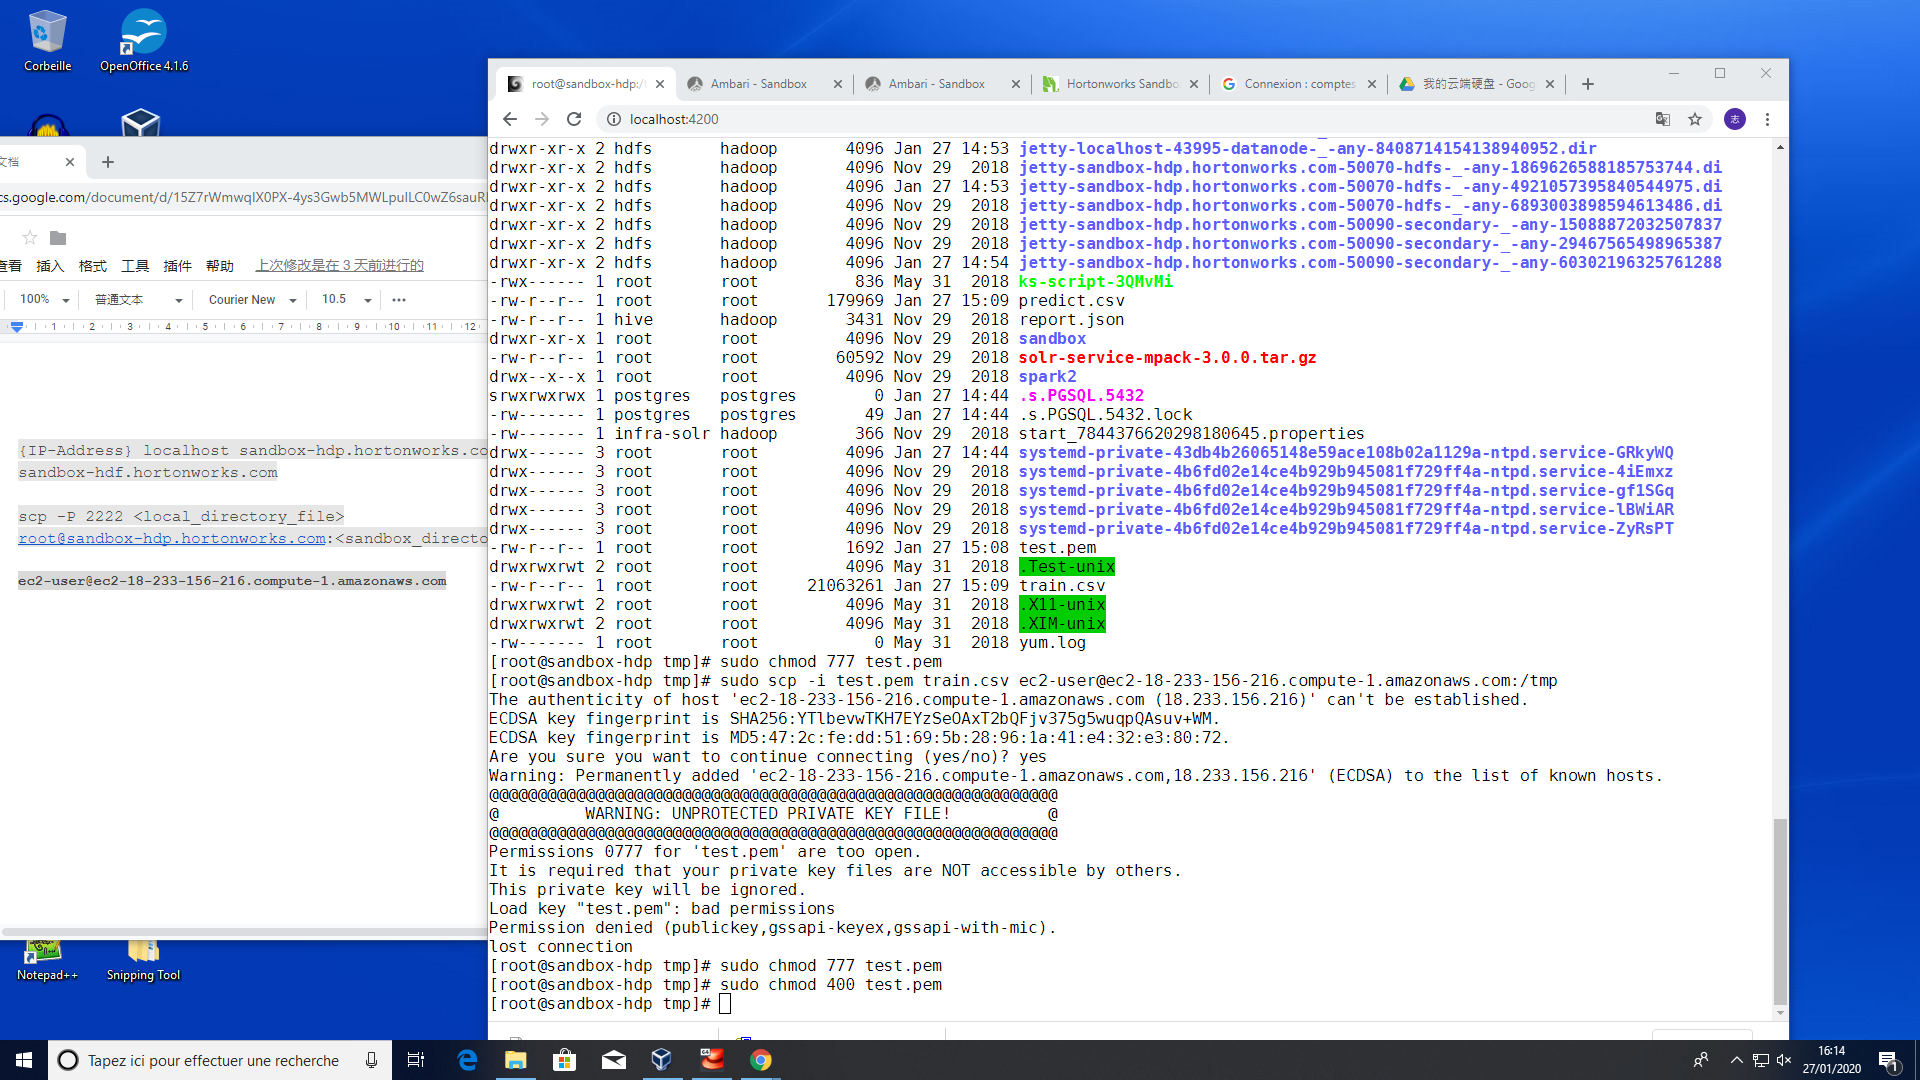 Corbeille
OpenOffice 4.1.6
文档
cs.google.com/document/d/15Z7rWmwqIX0PX-4ys3Gwb5MWLpuILC0wZ6sauR
查看 插入 格式 工具 插件 帮助 上次修改是在 3 天前进行的
100% 普通文本 Courier New 10.5
1 2 3 4 5 6 7 8 9 10 11 12
{IP-Address} localhost sandbox-hdp.hortonworks.co
sandbox-hdf.hortonworks.com
scp -P 2222 <local_directory_file>
root@sandbox-hdp.hortonworks.com:<sandbox_directo
ec2-user@ec2-18-233-156-216.compute-1.amazonaws.com
Notepad++
Snipping Tool
root@sandbox-hdp:/
Ambari - Sandbox
Ambari - Sandbox
Hortonworks Sandbo
Connexion : comptes
我的云端硬盘 - Goog
localhost:4200
志
drwxr-xr-x 2 hdfs hadoop 4096 Jan 27 14:53 jetty-localhost-43995-datanode-_-any-8408714154138940952.dir
drwxr-xr-x 2 hdfs hadoop 4096 Nov 29 2018 jetty-sandbox-hdp.hortonworks.com-50070-hdfs-_-any-1869626588185753744.di
drwxr-xr-x 2 hdfs hadoop 4096 Jan 27 14:53 jetty-sandbox-hdp.hortonworks.com-50070-hdfs-_-any-4921057395840544975.di
drwxr-xr-x 2 hdfs hadoop 4096 Nov 29 2018 jetty-sandbox-hdp.hortonworks.com-50070-hdfs-_-any-6893003898594613486.di
drwxr-xr-x 2 hdfs hadoop 4096 Nov 29 2018 jetty-sandbox-hdp.hortonworks.com-50090-secondary-_-any-15088872032507837
drwxr-xr-x 2 hdfs hadoop 4096 Nov 29 2018 jetty-sandbox-hdp.hortonworks.com-50090-secondary-_-any-29467565498965387
drwxr-xr-x 2 hdfs hadoop 4096 Jan 27 14:54 jetty-sandbox-hdp.hortonworks.com-50090-secondary-_-any-60302196325761288
-rwx------ 1 root root 836 May 31 2018 ks-script-3QMvMi
-rw-r--r-- 1 root root 179969 Jan 27 15:09 predict.csv
-rw-r--r-- 1 hive hadoop 3431 Nov 29 2018 report.json
drwxr-xr-x 1 root root 4096 Nov 29 2018 sandbox
-rw-r--r-- 1 root root 60592 Nov 29 2018 solr-service-mpack-3.0.0.tar.gz
drwx--x--x 1 root root 4096 Nov 29 2018 spark2
srwxrwxrwx 1 postgres postgres 0 Jan 27 14:44 .s.PGSQL.5432
-rw------- 1 postgres postgres 49 Jan 27 14:44 .s.PGSQL.5432.lock
-rw------- 1 infra-solr hadoop 366 Nov 29 2018 start_7844376620298180645.properties
drwx------ 3 root root 4096 Jan 27 14:44 systemd-private-43db4b26065148e59ace108b02a1129a-ntpd.service-GRkyWQ
drwx------ 3 root root 4096 Nov 29 2018 systemd-private-4b6fd02e14ce4b929b945081f729ff4a-ntpd.service-4iEmxz
drwx------ 3 root root 4096 Nov 29 2018 systemd-private-4b6fd02e14ce4b929b945081f729ff4a-ntpd.service-gf1SGq
drwx------ 3 root root 4096 Nov 29 2018 systemd-private-4b6fd02e14ce4b929b945081f729ff4a-ntpd.service-lBWiAR
drwx------ 3 root root 4096 Nov 29 2018 systemd-private-4b6fd02e14ce4b929b945081f729ff4a-ntpd.service-ZyRsPT
-rw-r--r-- 1 root root 1692 Jan 27 15:08 test.pem
drwxrwxrwt 2 root root 4096 May 31 2018 .Test-unix
-rw-r--r-- 1 root root 21063261 Jan 27 15:09 train.csv
drwxrwxrwt 2 root root 4096 May 31 2018 .X11-unix
drwxrwxrwt 2 root root 4096 May 31 2018 .XIM-unix
-rw------- 1 root root 0 May 31 2018 yum.log
[root@sandbox-hdp tmp]# sudo chmod 777 test.pem
[root@sandbox-hdp tmp]# sudo scp -i test.pem train.csv ec2-user@ec2-18-233-156-216.compute-1.amazonaws.com:/tmp
The authenticity of host 'ec2-18-233-156-216.compute-1.amazonaws.com (18.233.156.216)' can't be established.
ECDSA key fingerprint is SHA256:YTlbevwTKH7EYzSeOAxT2bQFjv375g5wuqpQAsuv+WM.
ECDSA key fingerprint is MD5:47:2c:fe:dd:51:69:5b:28:96:1a:41:e4:32:e3:80:72.
Are you sure you want to continue connecting (yes/no)? yes
Warning: Permanently added 'ec2-18-233-156-216.compute-1.amazonaws.com,18.233.156.216' (ECDSA) to the list of known hosts.
@@@@@@@@@@@@@@@@@@@@@@@@@@@@@@@@@@@@@@@@@@@@@@@@@@@@@@@@@@@
@ WARNING: UNPROTECTED PRIVATE KEY FILE! @
@@@@@@@@@@@@@@@@@@@@@@@@@@@@@@@@@@@@@@@@@@@@@@@@@@@@@@@@@@@
Permissions 0777 for 'test.pem' are too open.
It is required that your private key files are NOT accessible by others.
This private key will be ignored.
Load key "test.pem": bad permissions
Permission denied (publickey,gssapi-keyex,gssapi-with-mic).
lost connection
[root@sandbox-hdp tmp]# sudo chmod 777 test.pem
[root@sandbox-hdp tmp]# sudo chmod 400 test.pem
[root@sandbox-hdp tmp]#
Tapez ici pour effectuer une recherche
16:14
27/01/2020
1